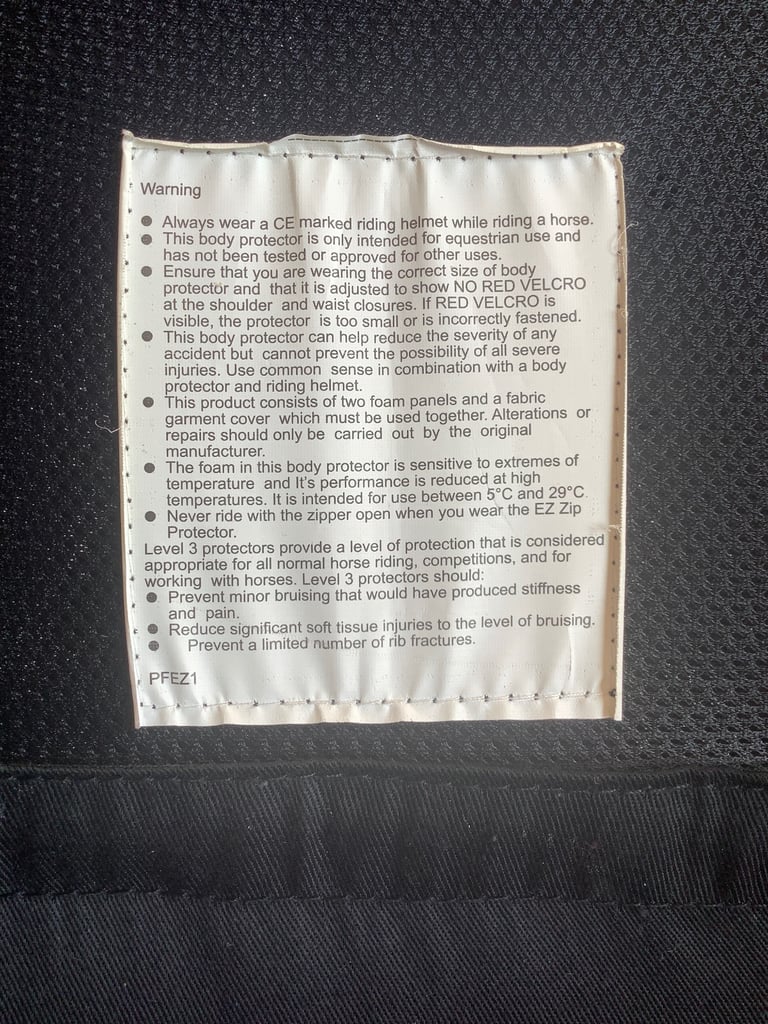 Warning
● Always wear a CE marked riding helmet while riding a horse.
● This body protector is only intended for equestrian use and
has not been tested or approved for other uses.
● Ensure that you are wearing the correct size of body
protector and that it is adjusted to show NO RED VELCRO
at the shoulder and waist closures. If RED VELCRO is
visible, the protector is too small or is incorrectly fastened.
● This body protector can help reduce the severity of any
accident but cannot prevent the possibility of all severe
injuries. Use common sense in combination with a body
protector and riding helmet.
● This product consists of two foam panels and a fabric
garment cover which must be used together. Alterations or
repairs should only be carried out by the original
manufacturer.
● The foam in this body protector is sensitive to extremes of
temperature and It's performance is reduced at high
temperatures. It is intended for use between 5°C and 29°C.
● Never ride with the zipper open when you wear the EZ Zip
Protector.
Level 3 protectors provide a level of protection that is considered
appropriate for all normal horse riding, competitions, and for
working with horses. Level 3 protectors should:
● Prevent minor bruising that would have produced stiffness
and pain.
● Reduce significant soft tissue injuries to the level of bruising.
● Prevent a limited number of rib fractures.
PFEZ1